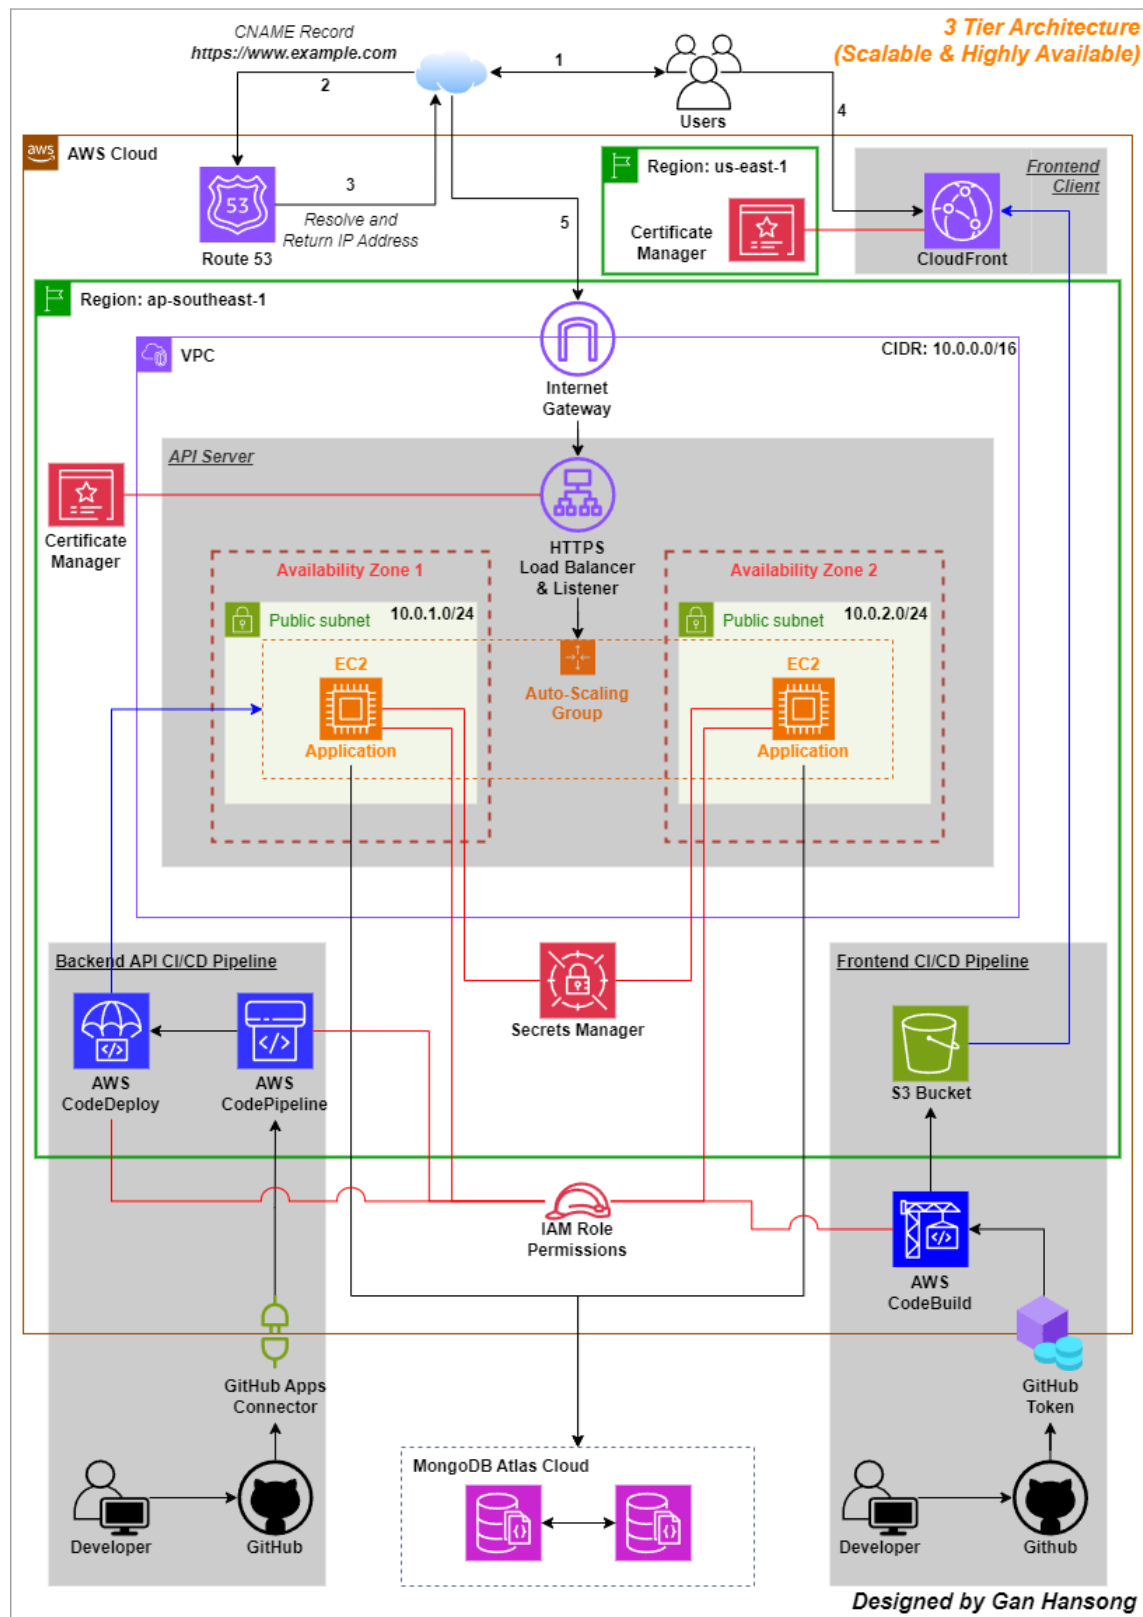 3 Tier Architecture
(Scalable & Highly Available)
CNAME Record
https://www.example.com
1
2
Users
4
aws
AWS Cloud
Region: us-east-1
Frontend
Client
53
3
Resolve and
Return IP Address
5
Certificate
Manager
Route 53
CloudFront
Region: ap-southeast-1
VPC
CIDR: 10.0.0.0/16
Internet
Gateway
API Server
Certificate
Manager
HTTPS
Load Balancer
& Listener
Availability Zone 1
Availability Zone 2
Public subnet
10.0.1.0/24
Public subnet
10.0.2.0/24
EC2
Application
Auto-Scaling
Group
EC2
Application
Backend API CI/CD Pipeline
Frontend CI/CD Pipeline
Secrets Manager
AWS
CodeDeploy
AWS
CodePipeline
S3 Bucket
IAM Role
Permissions
AWS
CodeBuild
GitHub Apps
Connector
GitHub
Token
MongoDB Atlas Cloud
Developer
GitHub
Developer
Github
Designed by Gan Hansong